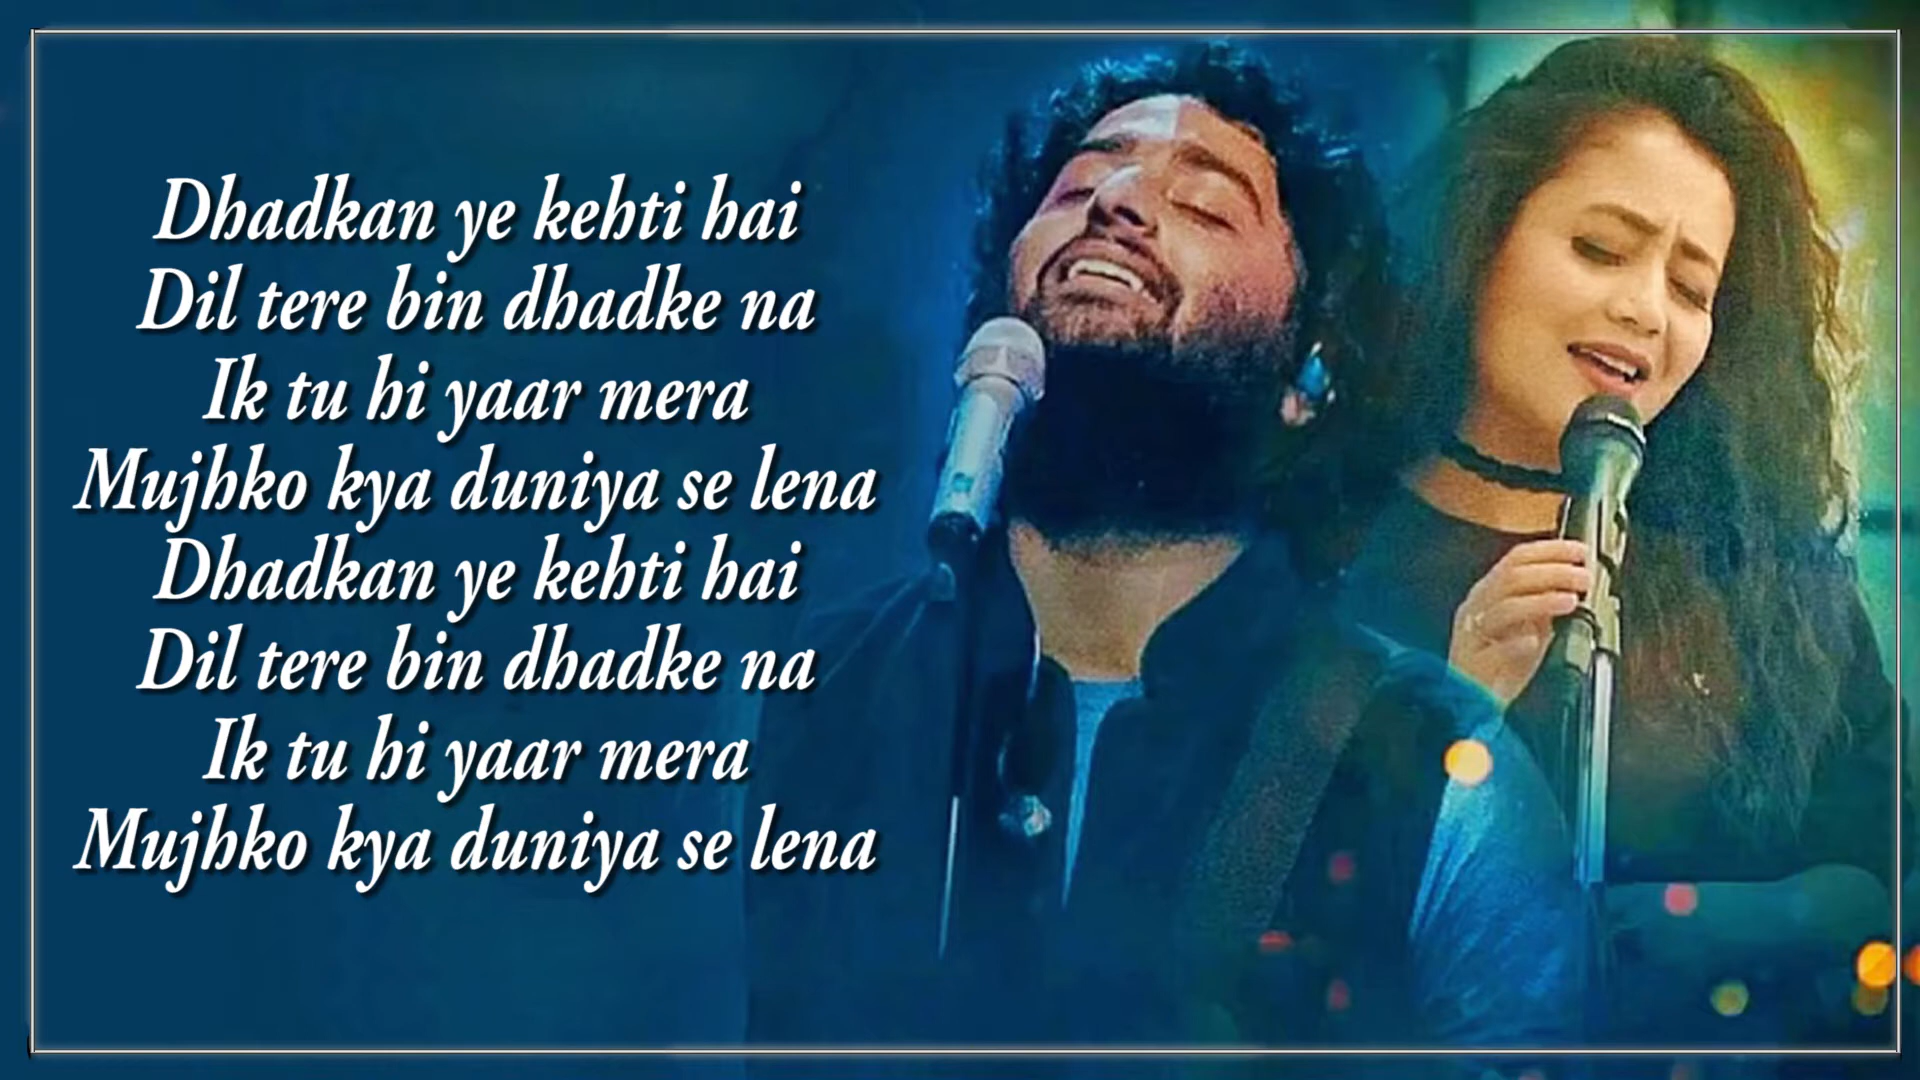 Dhadkan ye kehti hai
Dil tere bin dhadke na
Ik tu hi yaar mera
Mujhko kya duniya se lena
Dhadkan ye kehti hai
Dil tere bin dhadke na
Ik tu hi yaar mera
Mujhko kya duniya se lena